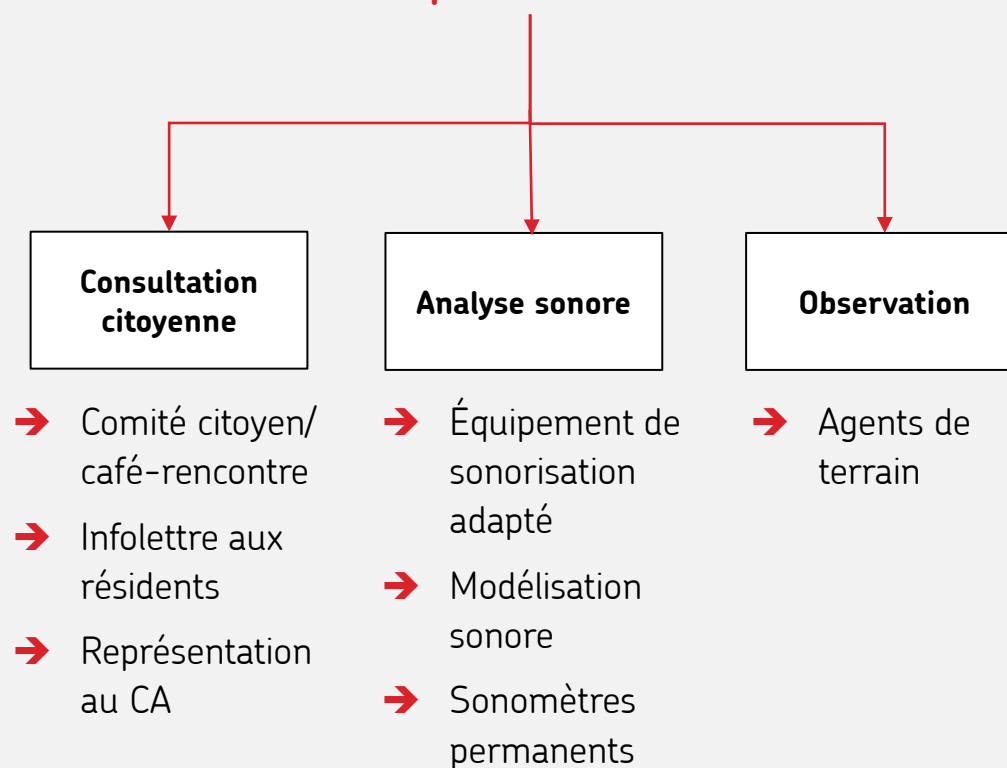 Consultation
citoyenne
Comité citoyen/
café-rencontre
Infolettre aux
résidents
Représentation
au CA
Analyse sonore
Équipement de
sonorisation
adapté
Modélisation
sonore
Sonomètres
permanents
Observation
Agents de
terrain